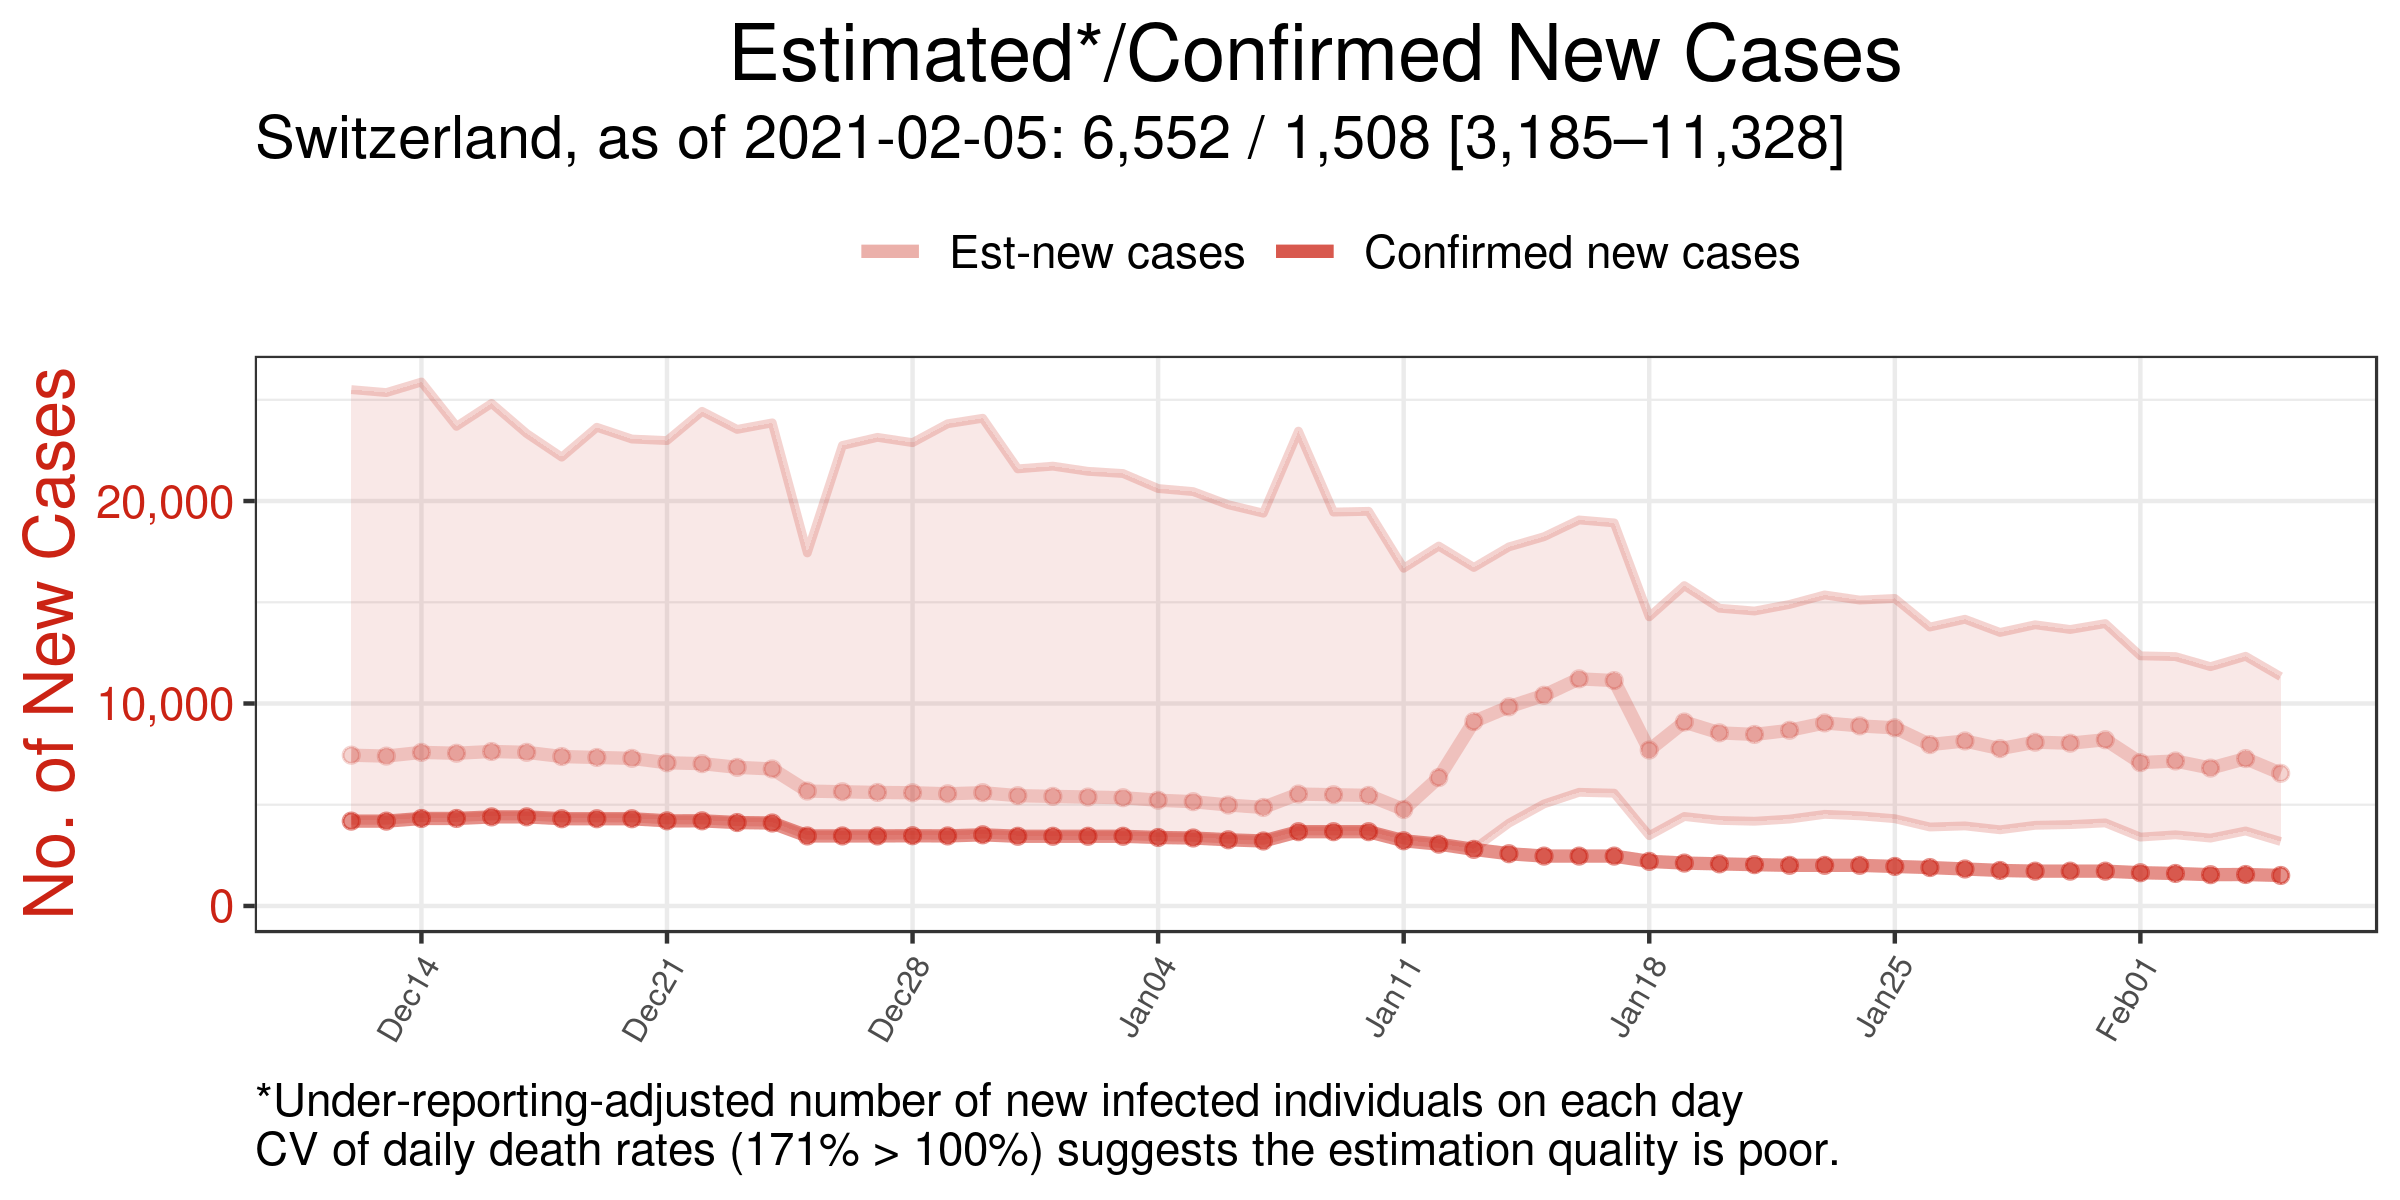 Estimated*/Confirmed New Cases
Switzerland, as of 2021-02-05: 6,552 / 1,508 [3,185–11,328]
Est-new cases
Confirmed new cases
No. of New Cases
20,000
10,000
0
Dec14
Dec21
Dec28
Jan04
Jan11
Jan18
Jan25
Feb01
*Under-reporting-adjusted number of new infected individuals on each day
CV of daily death rates (171% > 100%) suggests the estimation quality is poor.